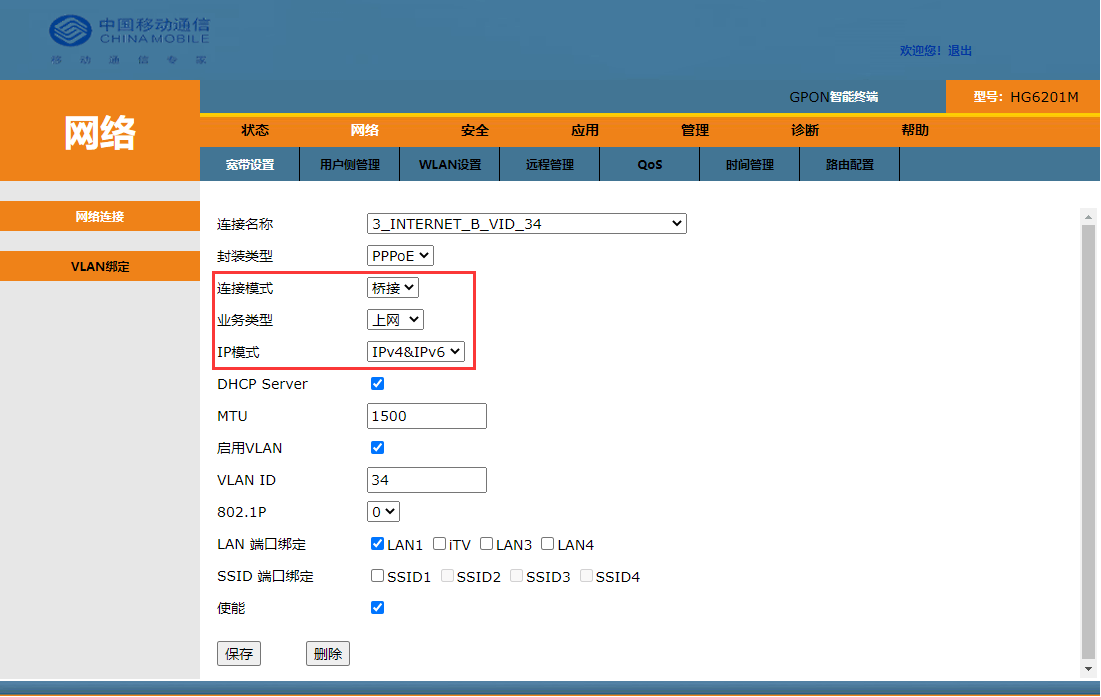 中国移动通信
CHINA MOBILE
移动通信专家
欢迎您! 退出
网络
GPON智能终端
型号: HG6201M
状态 网络 安全 应用 管理 诊断 帮助
宽带设置 用户侧管理 WLAN设置 远程管理 QoS 时间管理 路由配置
网络连接
VLAN绑定
连接名称 3_INTERNET_B_VID_34
封装类型 PPPoE
连接模式 桥接
业务类型 上网
IP模式 IPv4&IPv6
DHCP Server
MTU 1500
启用VLAN
VLAN ID 34
802.1P 0
LAN 端口绑定 LAN1 iTV LAN3 LAN4
SSID 端口绑定 SSID1 SSID2 SSID3 SSID4
使能
保存 删除